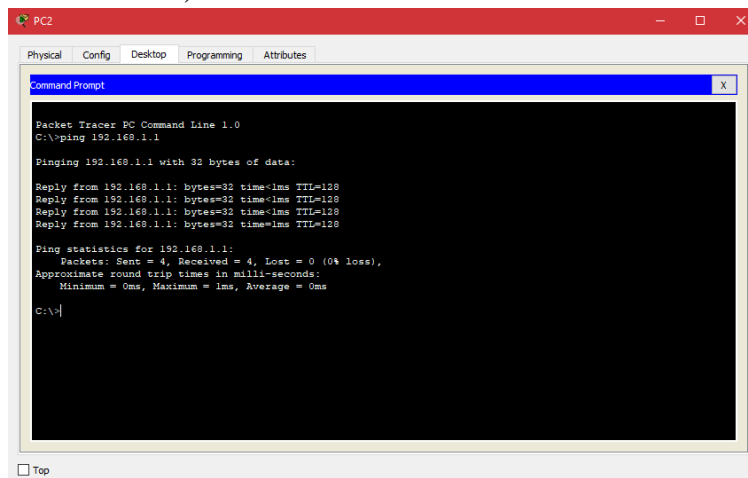 PC2
Physical Config Desktop Programming Attributes
Command Prompt
X
Packet Tracer PC Command Line 1.0
C:\>ping 192.168.1.1
Pinging 192.168.1.1 with 32 bytes of data:
Reply from 192.168.1.1: bytes=32 time<1ms TTL=128
Reply from 192.168.1.1: bytes=32 time<1ms TTL=128
Reply from 192.168.1.1: bytes=32 time<1ms TTL=128
Reply from 192.168.1.1: bytes=32 time=1ms TTL=128
Ping statistics for 192.168.1.1:
Packets: Sent = 4, Received = 4, Lost = 0 (0% loss),
Approximate round trip times in milli-seconds:
Minimum = 0ms, Maximum = 1ms, Average = 0ms
C:\>
Top